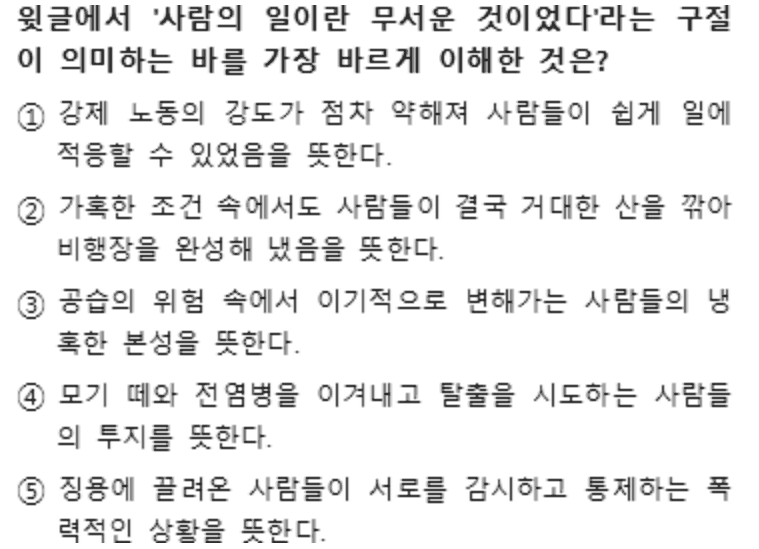 윗글에서 '사람의 일이란 무서운 것이었다'라는 구절
이 의미하는 바를 가장 바르게 이해한 것은?
① 강제 노동의 강도가 점차 약해져 사람들이 쉽게 일에
적응할 수 있었음을 뜻한다.
② 가혹한 조건 속에서도 사람들이 결국 거대한 산을 깎아
비행장을 완성해 냈음을 뜻한다.
③ 공습의 위험 속에서 이기적으로 변해가는 사람들의 냉
혹한 본성을 뜻한다.
④ 모기 떼와 전염병을 이겨내고 탈출을 시도하는 사람들
의 투지를 뜻한다.
⑤ 징용에 끌려온 사람들이 서로를 감시하고 통제하는 폭
력적인 상황을 뜻한다.